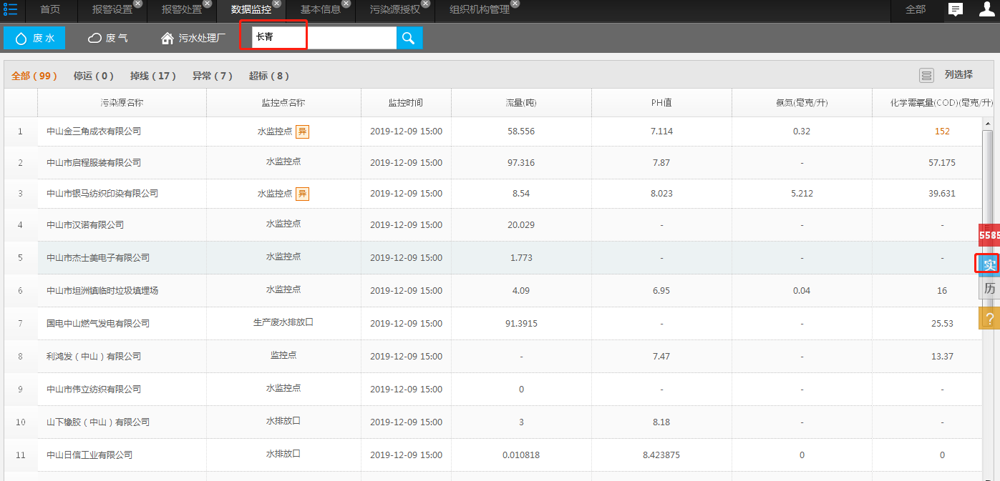 首页 报警设置 报警处置 数据监控 基本信息 污染源授权 组织机构管理 全部
废水 废气 污水处理厂 长青
全部（99） 停运（0） 掉线（17） 异常（7） 超标（8） 列选择
污染源名称 监控点名称 监控时间 流量(吨) PH值 氨氮(毫克/升) 化学需氧量(COD)(毫克/升)
1 中山金三角成衣有限公司 水监控点 异 2019-12-09 15:00 58.556 7.114 0.32 152
2 中山市启程服装有限公司 水监控点 2019-12-09 15:00 97.316 7.87 - 57.175
3 中山市银马纺织印染有限公司 水监控点 异 2019-12-09 15:00 8.54 8.023 5.212 39.631
4 中山市汉诺有限公司 水监控点 2019-12-09 15:00 20.029 - - -
5585
5 中山市杰士美电子有限公司 水监控点 2019-12-09 15:00 1.773 - - -
实
6 中山市坦洲镇临时垃圾填埋场 水监控点 2019-12-09 15:00 4.09 6.95 0.04 16
历
7 国电中山燃气发电有限公司 生产废水排放口 2019-12-09 15:00 91.3915 - - 25.53
?
8 利鸿发（中山）有限公司 监控点 2019-12-09 15:00 - 7.47 - 13.37
9 中山市伟立纺织有限公司 水监控点 2019-12-09 15:00 0 - - -
10 山下橡胶（中山）有限公司 水排放口 2019-12-09 15:00 3 8.18 - -
11 中山日信工业有限公司 水排放口 2019-12-09 15:00 0.010818 8.423875 0 0